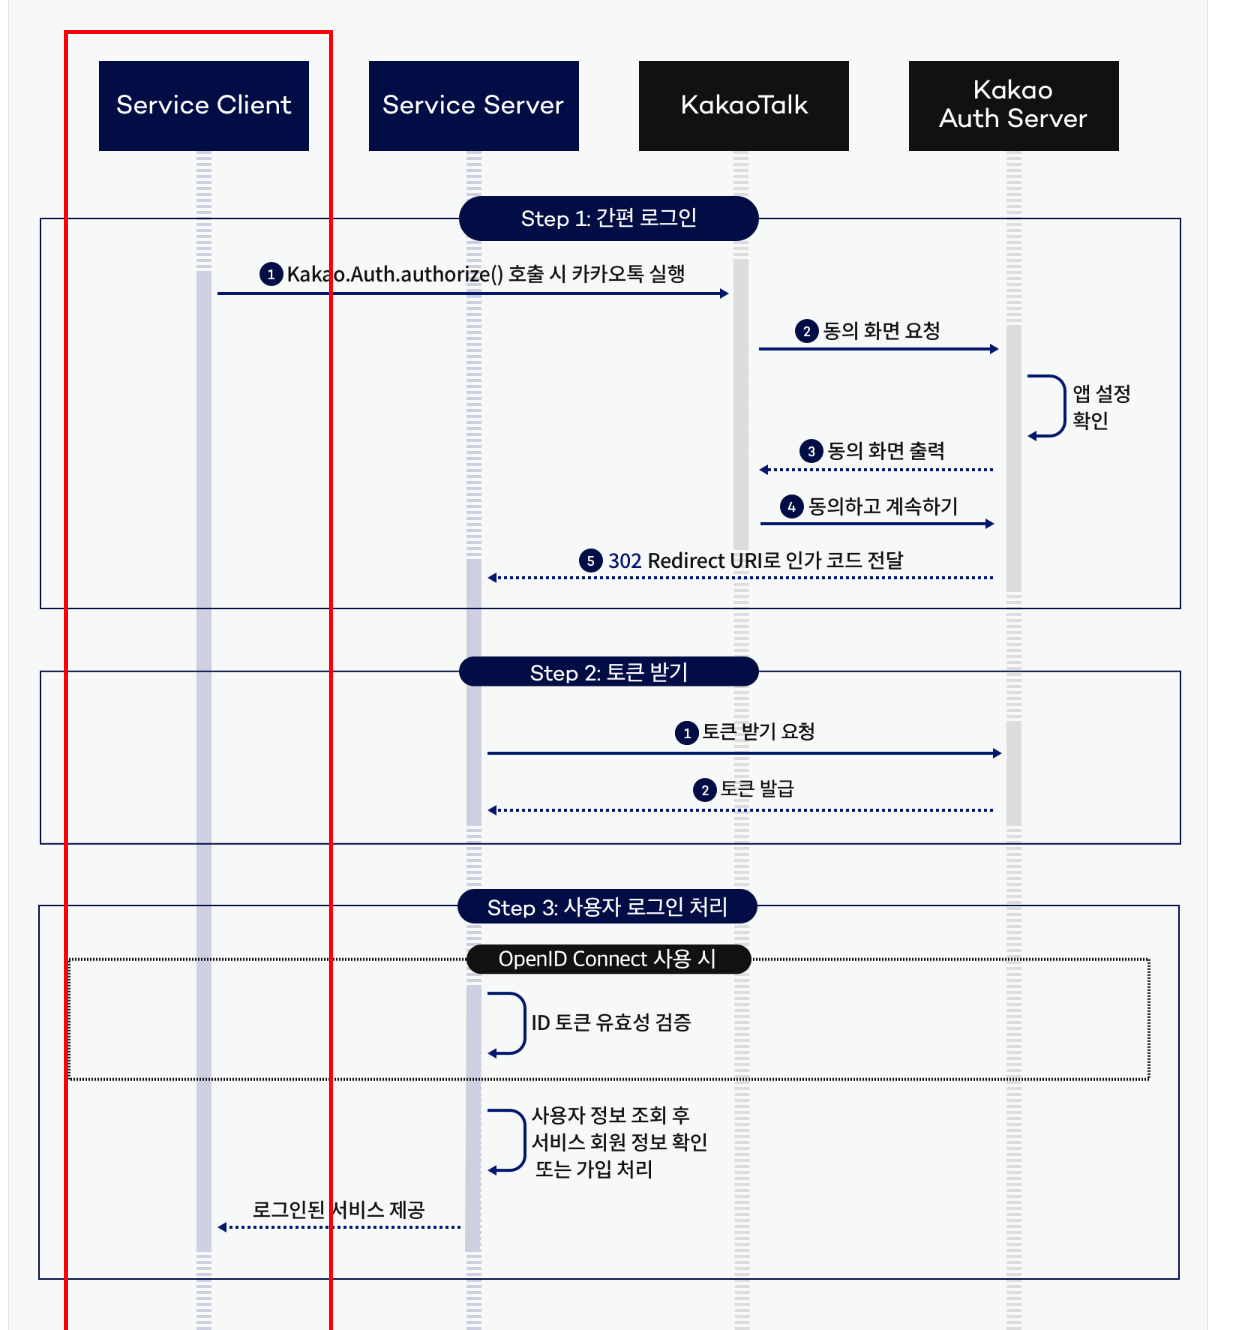 Service Client
Service Server
KakaoTalk
Kakao
Auth Server
Step 1: 간편 로그인
1 Kakao.Auth.authorize() 호출 시 카카오톡 실행
2 동의 화면 요청
앱 설정
확인
3 동의 화면 출력
4 동의하고 계속하기
5 302 Redirect URI로 인가 코드 전달
Step 2: 토큰 받기
1 토큰 받기 요청
2 토큰 발급
Step 3: 사용자 로그인 처리
OpenID Connect 사용 시
ID 토큰 유효성 검증
사용자 정보 조회 후
서비스 회원 정보 확인
또는 가입 처리
로그인된 서비스 제공